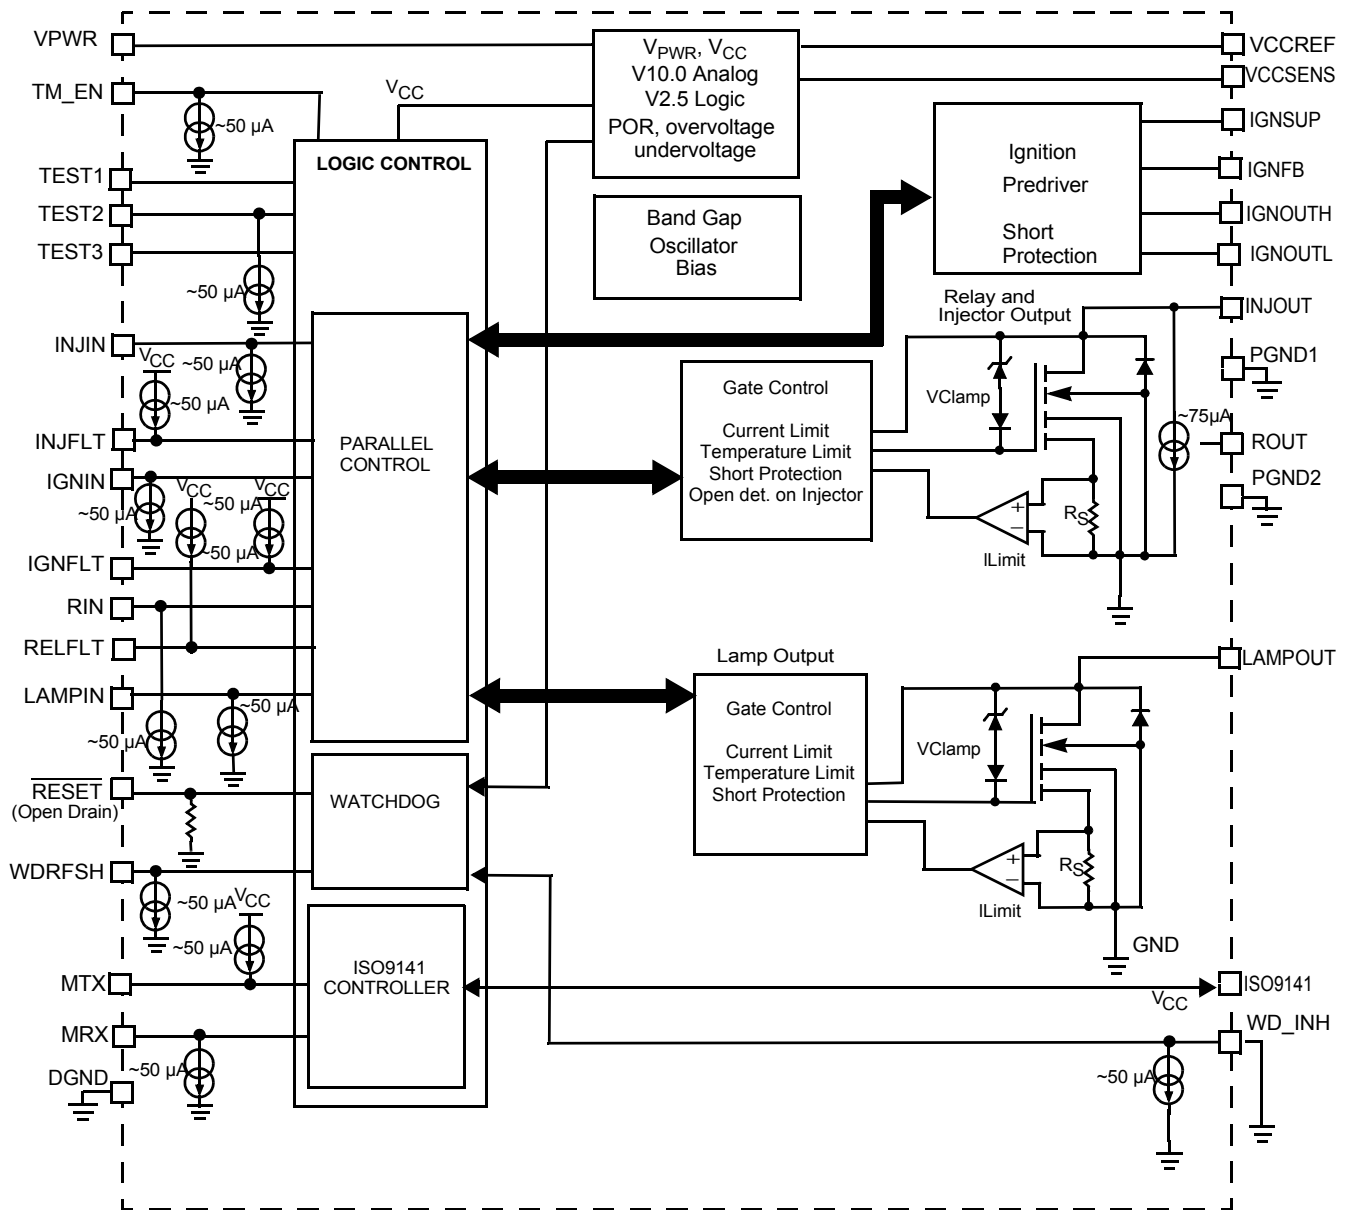 VPWR
TM_EN
~50 µA
TEST1
TEST2
TEST3
~50 µA
INJIN
VCC
~50 µA
~50 µA
INJFLT
IGNIN
VCC
~50 µA
VCC
~50 µA
~50 µA
IGNFLT
RIN
RELFLT
LAMPIN
~50 µA
~50 µA
RESET
(Open Drain)
WDRFSH
~50 µA
VCC
~50 µA
MTX
MRX
~50 µA
DGND
VCC
LOGIC CONTROL
PARALLEL
CONTROL
WATCHDOG
ISO9141
CONTROLLER
VPWR, VCC
V10.0 Analog
V2.5 Logic
POR, overvoltage
undervoltage
Band Gap
Oscillator
Bias
Ignition
Predriver
Short
Protection
Relay and
Injector Output
Gate Control
Current Limit
Temperature Limit
Short Protection
Open det. on Injector
VClamp
+
–
RS
ILimit
~75µA
Lamp Output
Gate Control
Current Limit
Temperature Limit
Short Protection
VClamp
+
–
RS
ILimit
GND
VCC
~50 µA
VCCREF
VCCSENS
IGNSUP
IGNFB
IGNOUTH
IGNOUTL
INJOUT
PGND1
ROUT
PGND2
LAMPOUT
ISO9141
WD_INH